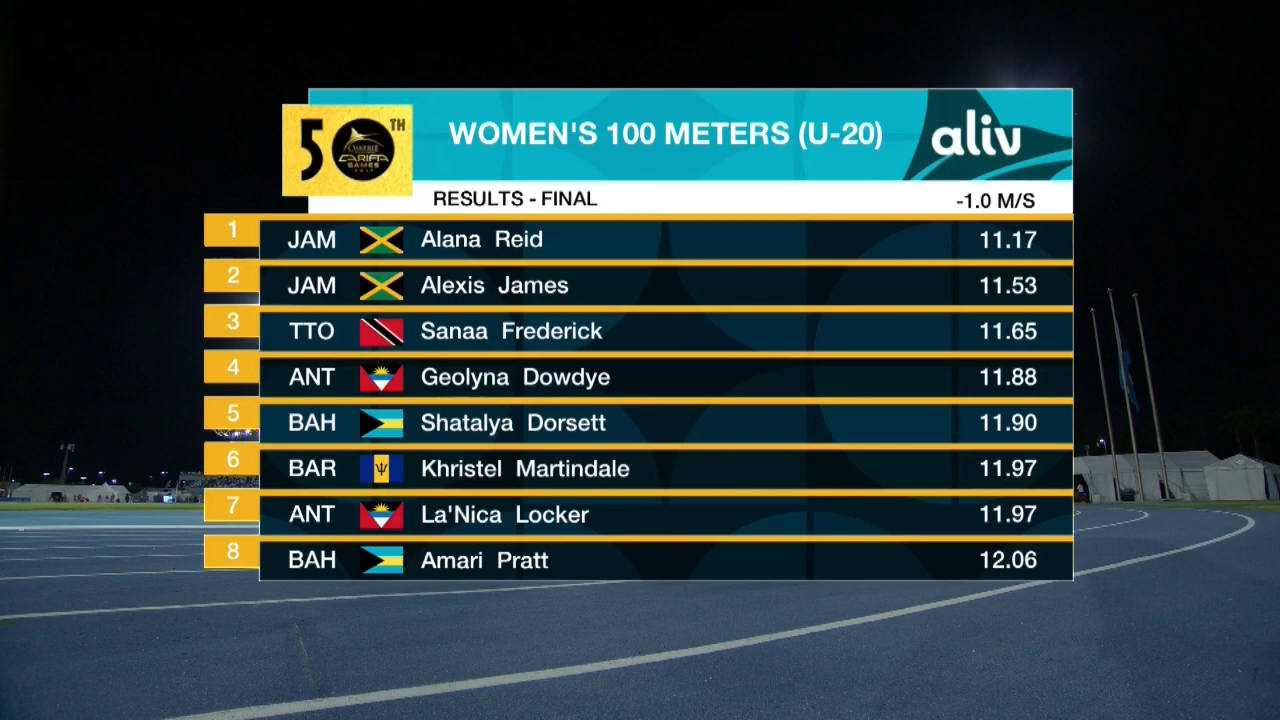 50TH
OAKTREE
CARIFTA
GAMES
WOMEN'S 100 METERS (U-20)
aliv
RESULTS - FINAL -1.0 M/S
1 JAM Alana Reid 11.17
2 JAM Alexis James 11.53
3 TTO Sanaa Frederick 11.65
4 ANT Geolyna Dowdye 11.88
5 BAH Shatalya Dorsett 11.90
6 BAR Khristel Martindale 11.97
7 ANT La'Nica Locker 11.97
8 BAH Amari Pratt 12.06